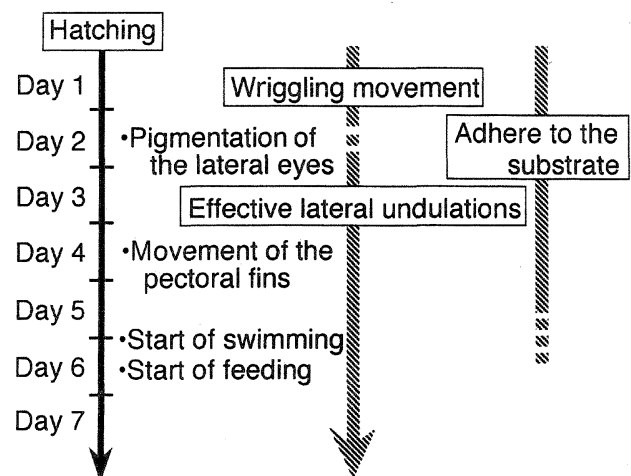 Hatching
Day 1
Wriggling movement
Day 2
•Pigmentation of
the lateral eyes
Adhere to the
substrate
Day 3
Effective lateral undulations
Day 4
•Movement of the
pectoral fins
Day 5
•Start of swimming
Day 6
•Start of feeding
Day 7